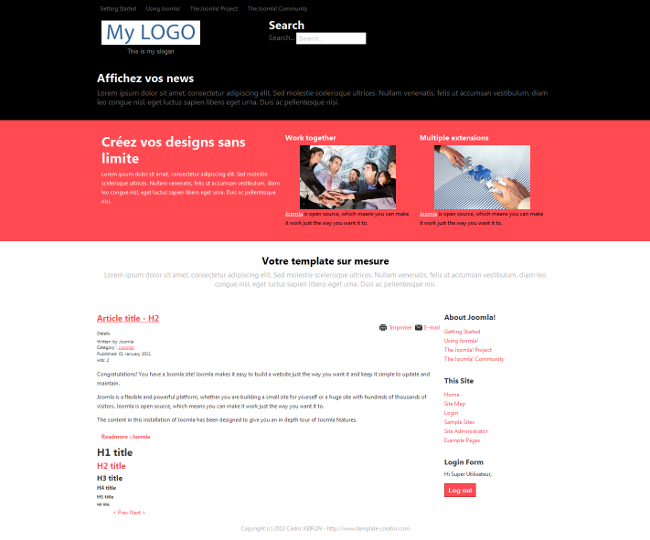 Getting Started Using Joomla! The Joomla! Project The Joomla! Community
My LOGO
This is my slogan
Search
Search... Search...
Affichez vos news
Lorem ipsum dolor sit amet, consectetur adipiscing elit. Sed molestie scelerisque ultrices. Nullam venenatis, felis ut accumsan vestibulum, diam
leo congue nisl, eget luctus sapien libero eget urna. Duis ac pellentesque nisi.
Créez vos designs sans
limite
Lorem ipsum dolor sit amet, consectetur adipiscing elit. Sed molestie
scelerisque ultrices. Nullam venenatis, felis ut accumsan vestibulum, diam
leo congue nisl, eget luctus sapien libero eget urna. Duis ac pellentesque
nisi.
Work together
Joomla! is open source, which means you can make
it work just the way you want it to.
Multiple extensions
Joomla! is open source, which means you can make
it work just the way you want it to.
Votre template sur mesure
Lorem ipsum dolor sit amet, consectetur adipiscing elit. Sed molestie scelerisque ultrices. Nullam venenatis, felis ut accumsan vestibulum, diam leo congue nisl, eget luctus sapien libero eget urna. Duis ac pellentesque nisi.
Article title - H2
Imprimer E-mail
Details
Written by Joomla
Category : Joomla!
Published: 01 January 2011
Hits: 2
Congratulations! You have a Joomla site! Joomla makes it easy to build a website just the way you want it and keep it simple to update and
maintain.
Joomla is a flexible and powerful platform, whether you are building a small site for yourself or a huge site with hundreds of thousands of
visitors. Joomla is open source, which means you can make it work just the way you want it to.
The content in this installation of Joomla has been designed to give you an in depth tour of Joomla features.
Readmore : Joomla
H1 title
H2 title
H3 title
H4 title
H5 title
H6 title
< Prev Next >
About Joomla!
Getting Started
Using Joomla!
The Joomla! Project
The Joomla! Community
This Site
Home
Site Map
Login
Sample Sites
Site Administrator
Example Pages
Login Form
Hi Super Utilisateur,
Log out
Copyright (c) 2013 Cédric KEIFLIN - http://www.template-creator.com